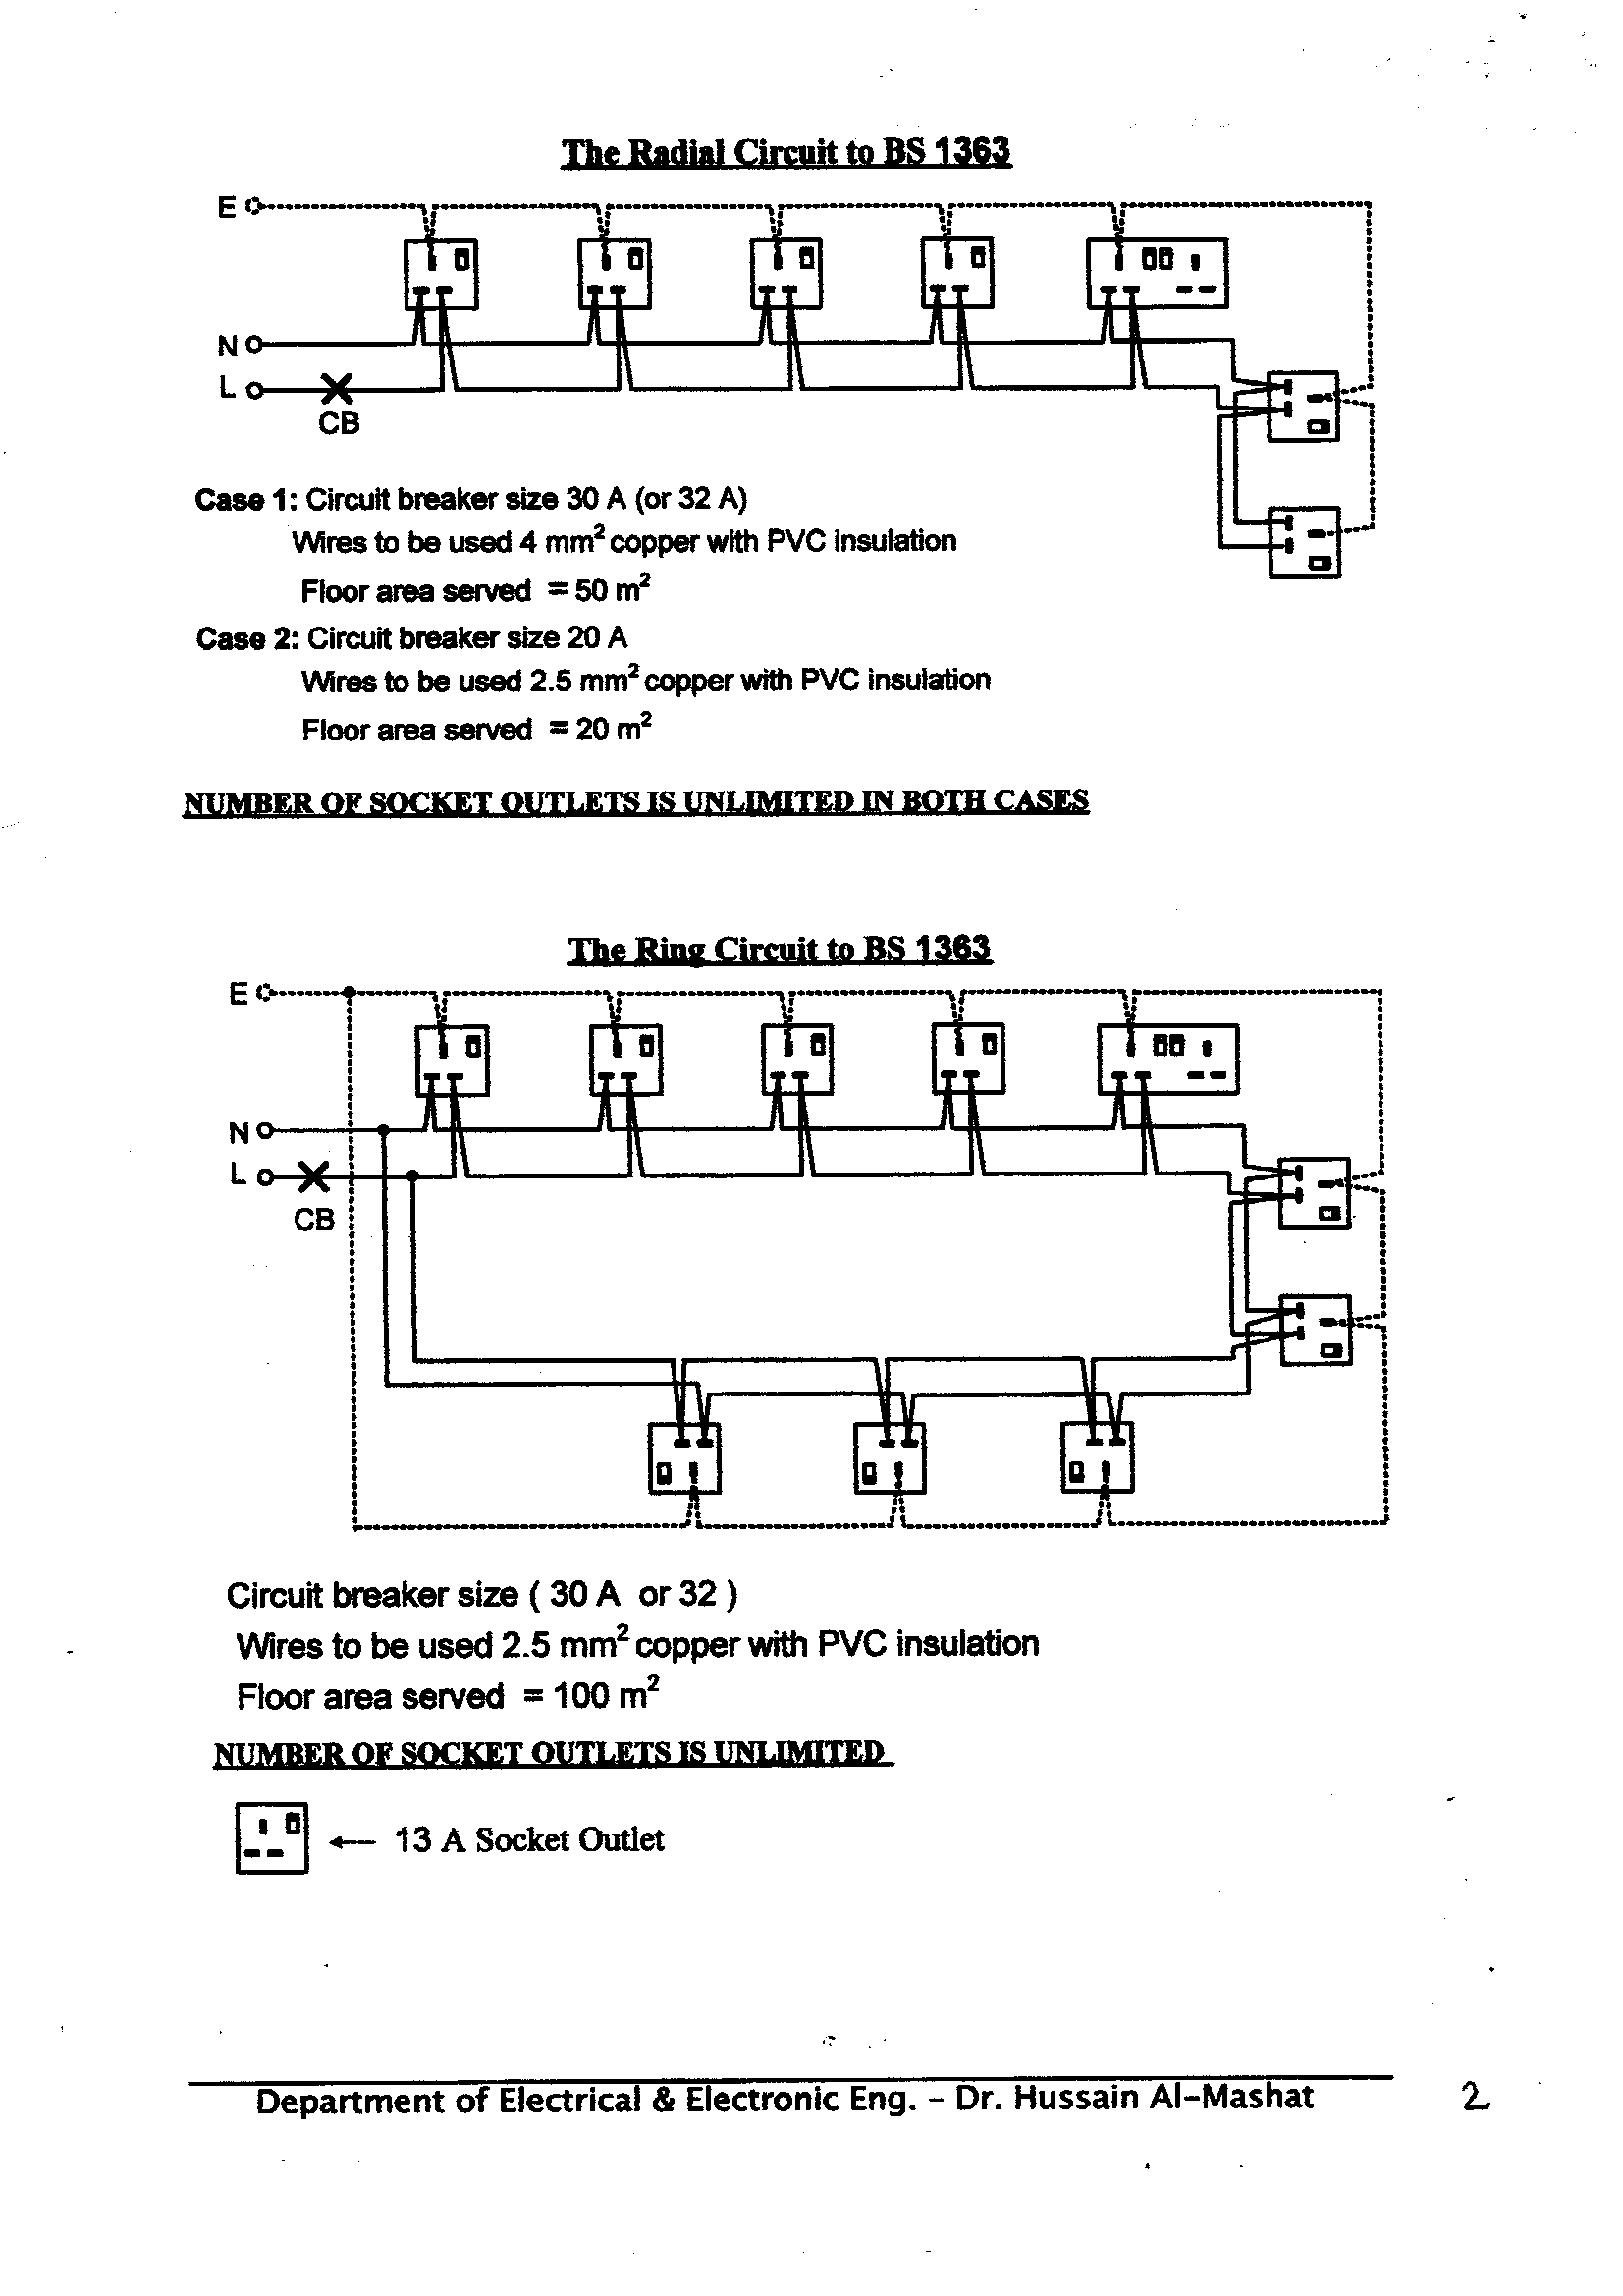 The Radial Circuit to BS 1363
E
N
L
CB
Case 1: Circuit breaker size 30 A (or 32 A)
Wires to be used 4 mm² copper with PVC insulation
Floor area served = 50 m²
Case 2: Circuit breaker size 20 A
Wires to be used 2.5 mm² copper with PVC insulation
Floor area served = 20 m²
NUMBER OF SOCKET OUTLETS IS UNLIMITED IN BOTH CASES
The Ring Circuit to BS 1363
E
N
L
CB
Circuit breaker size ( 30 A or 32 )
Wires to be used 2.5 mm² copper with PVC insulation
Floor area served = 100 m²
NUMBER OF SOCKET OUTLETS IS UNLIMITED
← 13 A Socket Outlet
Department of Electrical & Electronic Eng. – Dr. Hussain Al-Mashat 2